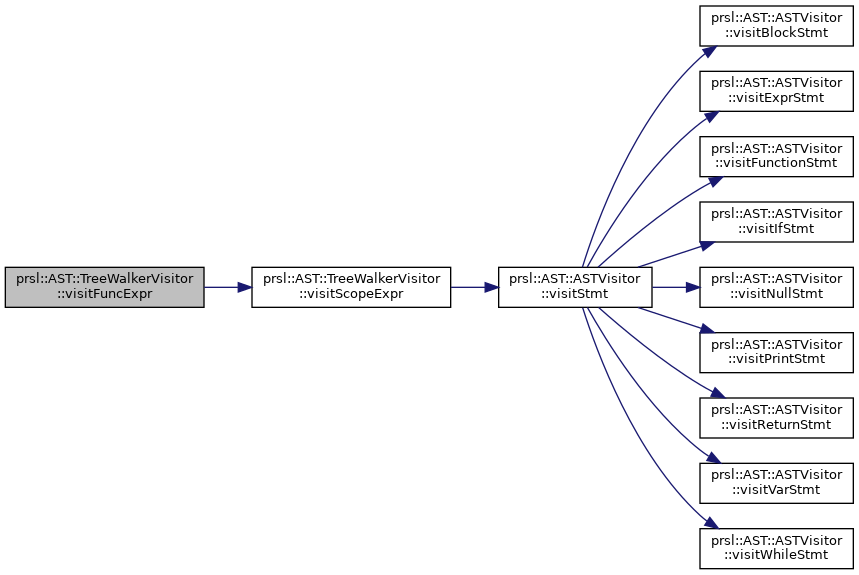 prsl::AST::TreeWalkerVisitor
::visitFuncExpr
prsl::AST::TreeWalkerVisitor
::visitScopeExpr
prsl::AST::ASTVisitor
::visitStmt
prsl::AST::ASTVisitor
::visitBlockStmt
prsl::AST::ASTVisitor
::visitExprStmt
prsl::AST::ASTVisitor
::visitFunctionStmt
prsl::AST::ASTVisitor
::visitIfStmt
prsl::AST::ASTVisitor
::visitNullStmt
prsl::AST::ASTVisitor
::visitPrintStmt
prsl::AST::ASTVisitor
::visitReturnStmt
prsl::AST::ASTVisitor
::visitVarStmt
prsl::AST::ASTVisitor
::visitWhileStmt